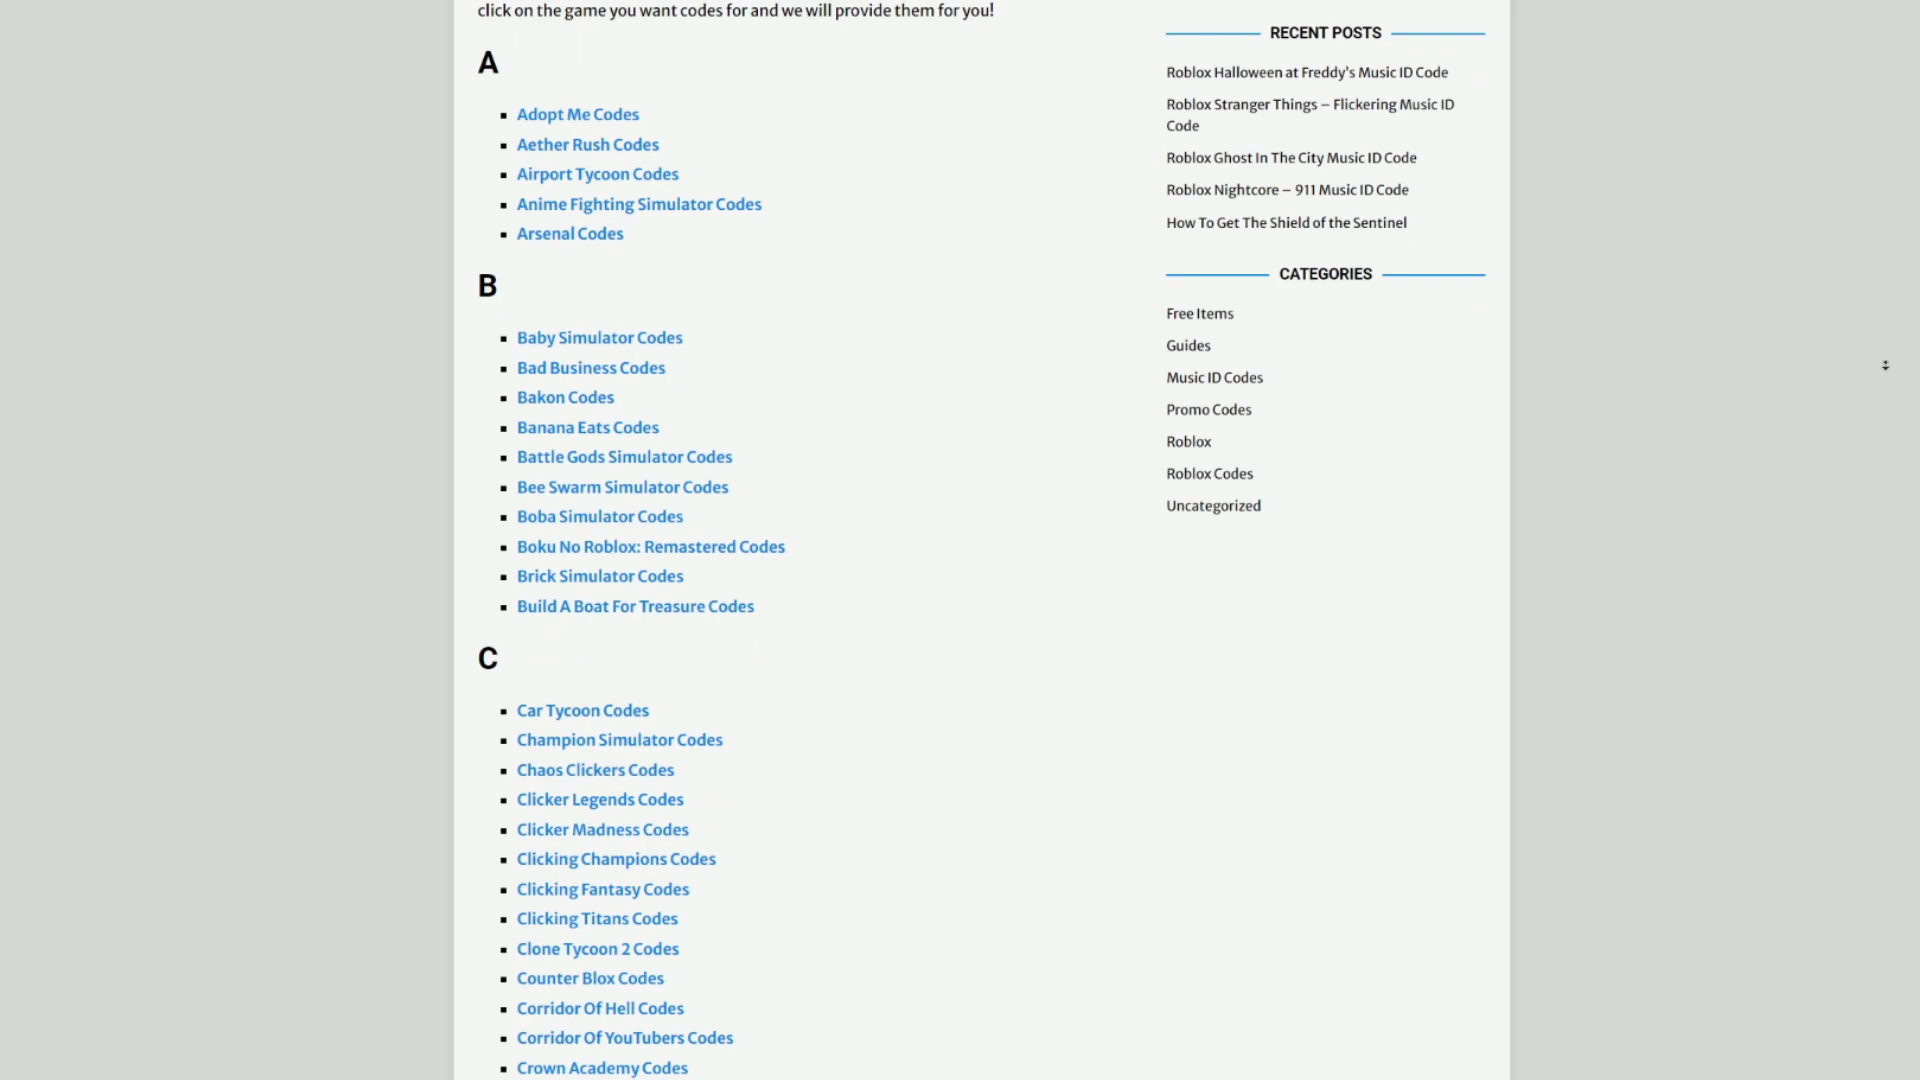 click on the game you want codes for and we will provide them for you!
A
Adopt Me Codes
Aether Rush Codes
Airport Tycoon Codes
Anime Fighting Simulator Codes
Arsenal Codes
B
Baby Simulator Codes
Bad Business Codes
Bakon Codes
Banana Eats Codes
Battle Gods Simulator Codes
Bee Swarm Simulator Codes
Boba Simulator Codes
Boku No Roblox: Remastered Codes
Brick Simulator Codes
Build A Boat For Treasure Codes
C
Car Tycoon Codes
Champion Simulator Codes
Chaos Clickers Codes
Clicker Legends Codes
Clicker Madness Codes
Clicking Champions Codes
Clicking Fantasy Codes
Clicking Titans Codes
Clone Tycoon 2 Codes
Counter Blox Codes
Corridor Of Hell Codes
Corridor Of YouTubers Codes
Crown Academy Codes
RECENT POSTS
Roblox Halloween at Freddy’s Music ID Code
Roblox Stranger Things – Flickering Music ID
Code
Roblox Ghost In The City Music ID Code
Roblox Nightcore – 911 Music ID Code
How To Get The Shield of the Sentinel
CATEGORIES
Free Items
Guides
Music ID Codes
Promo Codes
Roblox
Roblox Codes
Uncategorized